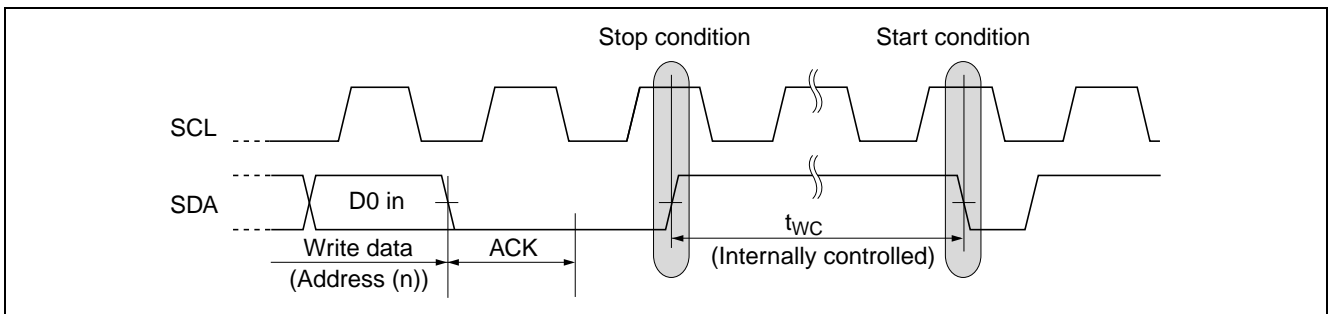 Stop condition
Start condition
SCL
SDA
D0 in
Write data
(Address (n))
ACK
tWC
(Internally controlled)